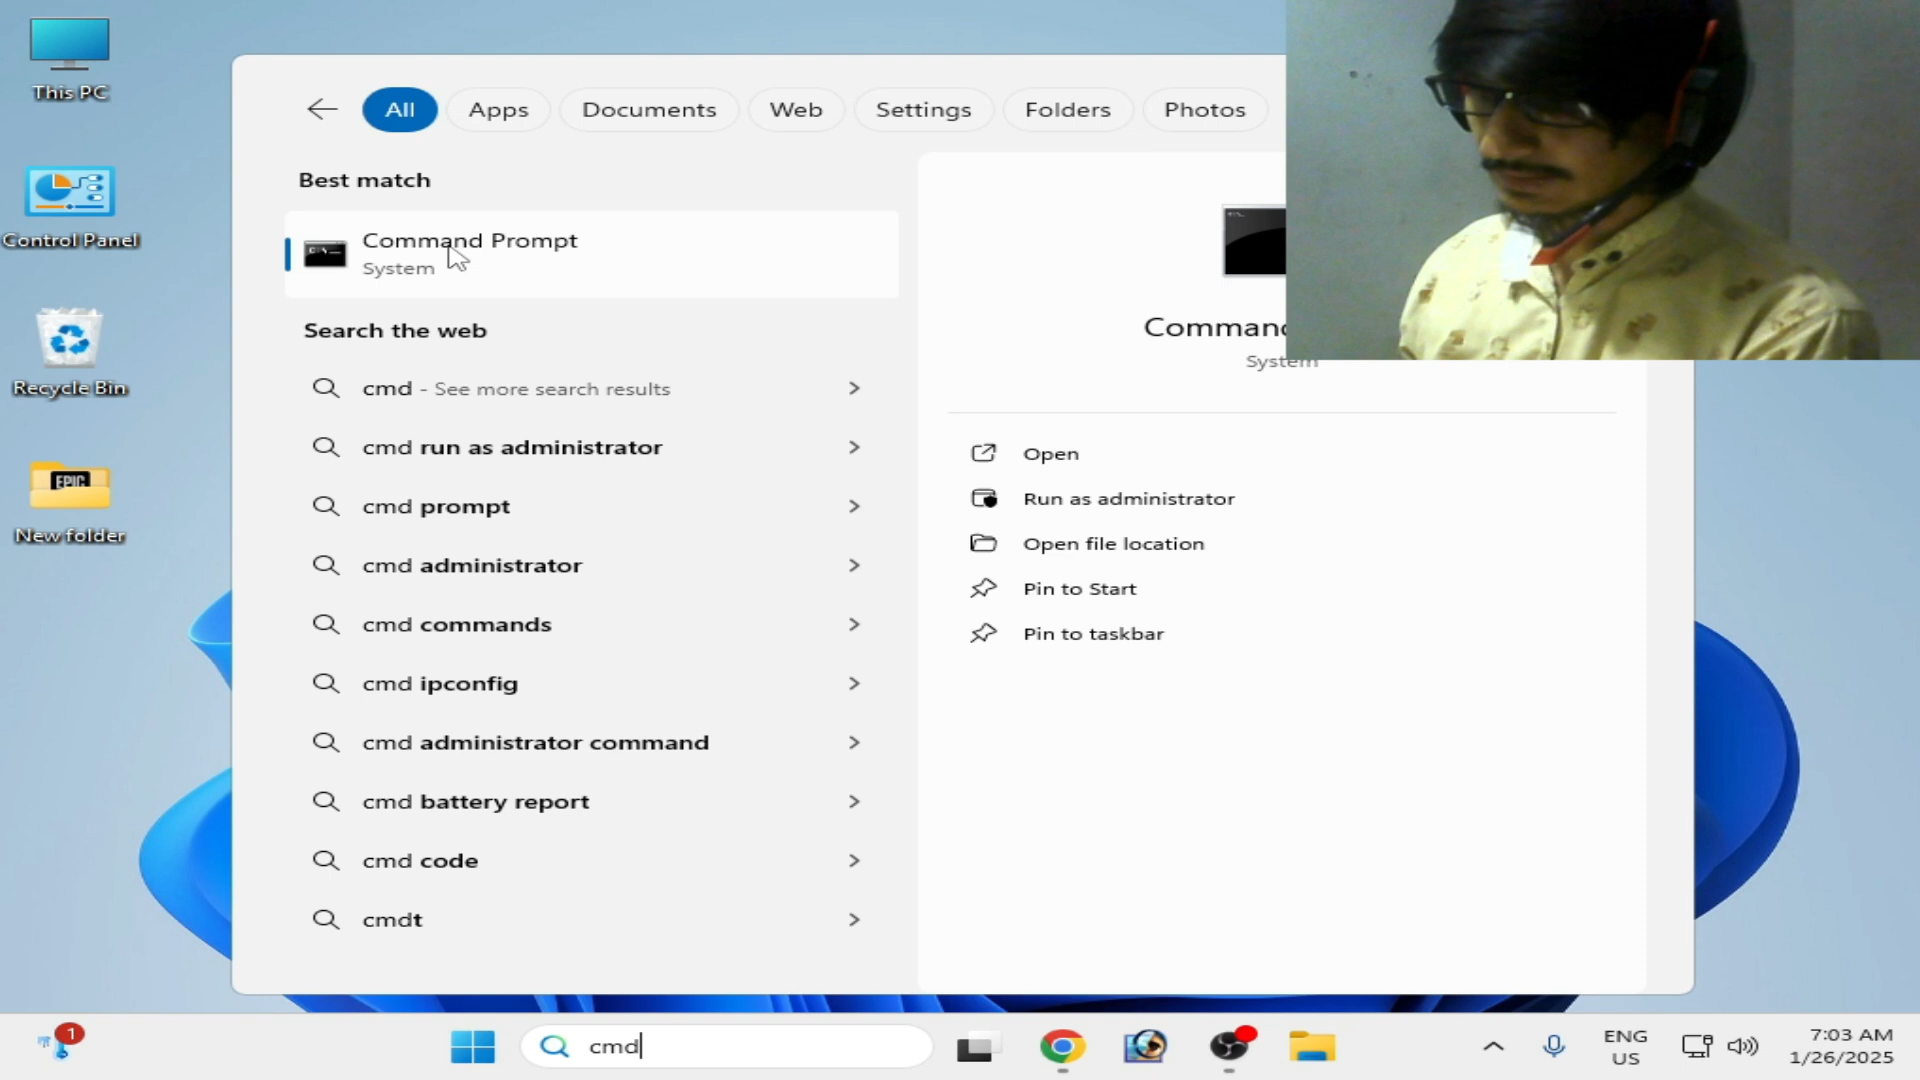 This PC
Control Panel
Recycle Bin
EPIC
New folder
All
Apps
Documents
Web
Settings
Folders
Photos
Best match
Command Prompt
System
Search the web
cmd - See more search results
cmd run as administrator
cmd prompt
cmd administrator
cmd commands
cmd ipconfig
cmd administrator command
cmd battery report
cmd code
cmdt
Comman
System
Open
Run as administrator
Open file location
Pin to Start
Pin to taskbar
1
cmd
ENG
US
7:03 AM
1/26/2025